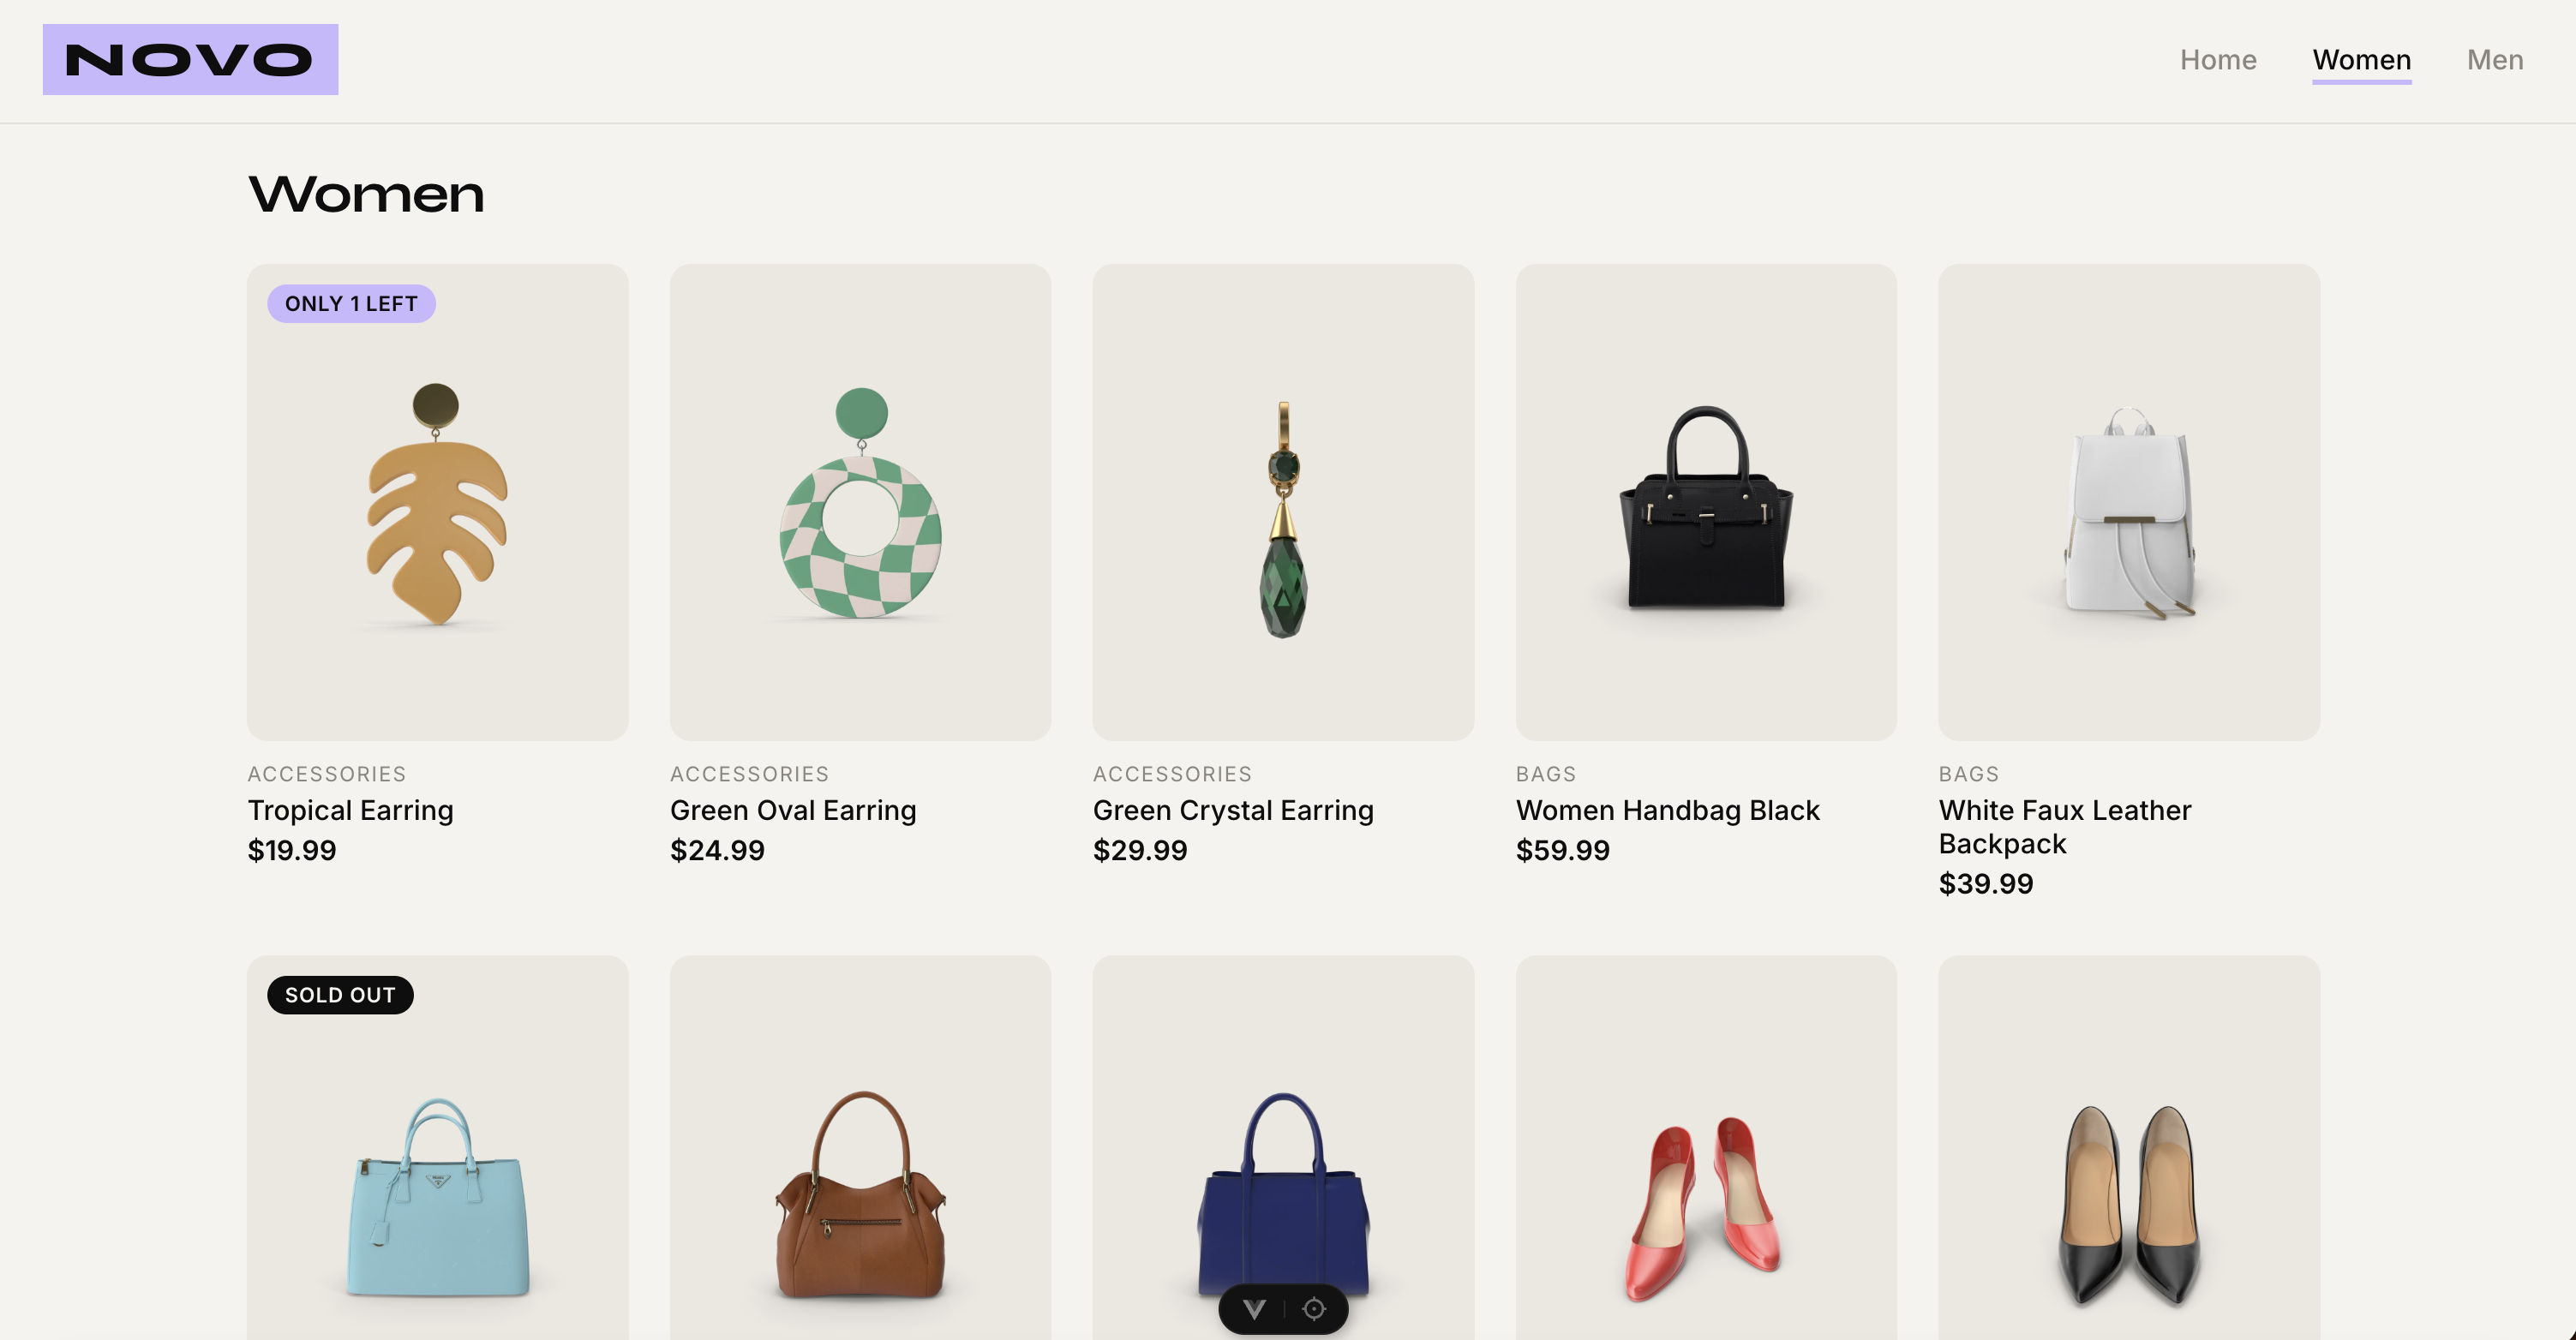 NOVO
Home
Women
Men
Women
ONLY 1 LEFT
ACCESSORIES
Tropical Earring
$19.99
ACCESSORIES
Green Oval Earring
$24.99
ACCESSORIES
Green Crystal Earring
$29.99
BAGS
Women Handbag Black
$59.99
BAGS
White Faux Leather
Backpack
$39.99
SOLD OUT